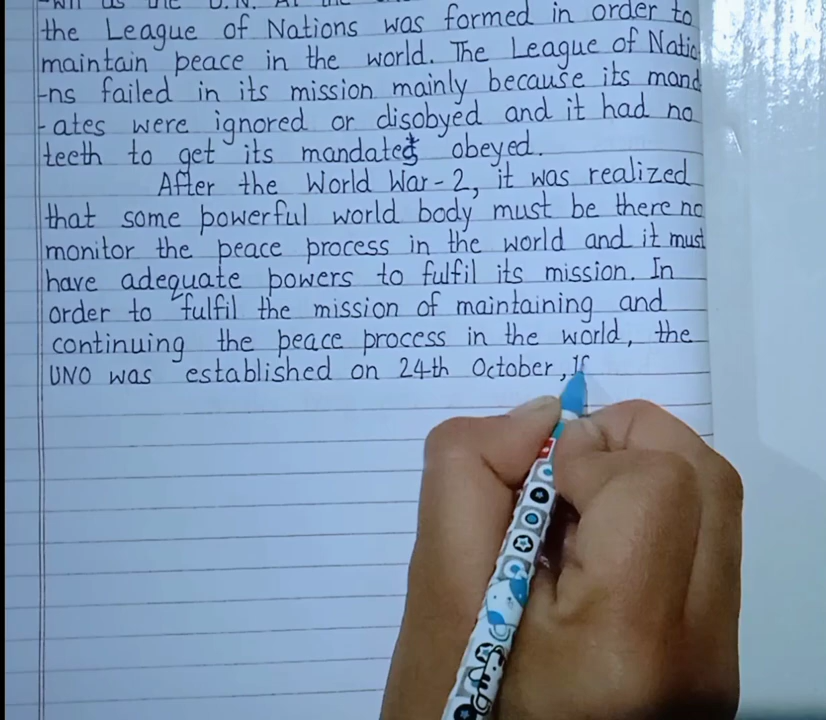 the League of Nations was formed in order to
maintain peace in the world. The League of Natio
-ns failed in its mission mainly because its mand
-ates were ignored or disobyed and it had no
teeth to get its mandates obeyed.
After the World War-2, it was realized
that some powerful world body must be there no
monitor the peace process in the world and it must
have adequate powers to fulfil its mission. In
order to fulfil the mission of maintaining and
continuing the peace process in the world, the
UNO was established on 24th October,